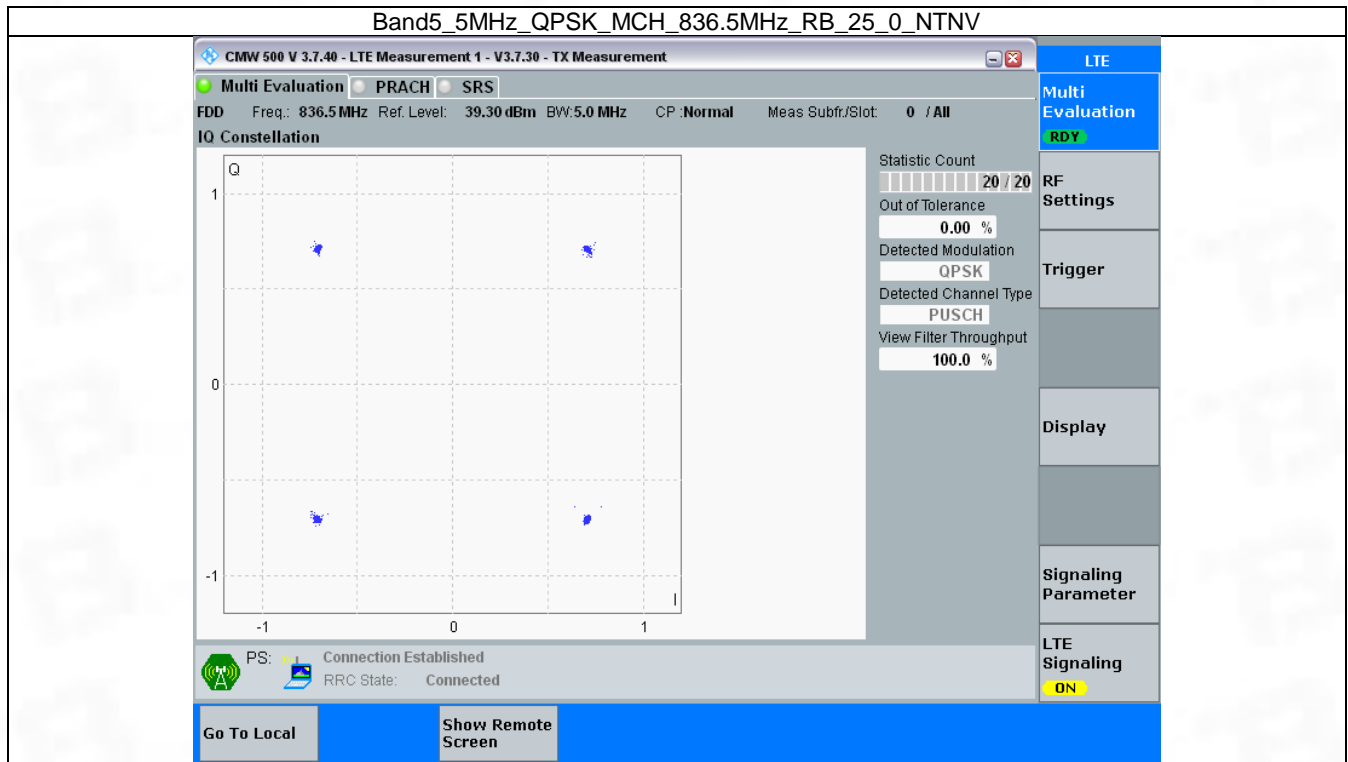 Band5_5MHz_QPSK_MCH_836.5MHz_RB_25_0_NTNV
CMW 500 V 3.7.40 - LTE Measurement 1 - V3.7.30 - TX Measurement
LTE
Multi Evaluation PRACH SRS
FDD Freq.: 836.5 MHz Ref. Level: 39.30 dBm BW: 5.0 MHz CP :Normal Meas Subfr./Slot: 0 / All
IQ Constellation
Q
1
0
-1
I
-1 0 1
Statistic Count
20 / 20
Out of Tolerance
0.00 %
Detected Modulation
QPSK
Detected Channel Type
PUSCH
View Filter Throughput
100.0 %
Multi
Evaluation
RDY
RF
Settings
Trigger
Display
Signaling
Parameter
LTE
Signaling
ON
PS: Connection Established
RRC State: Connected
Go To Local
Show Remote
Screen